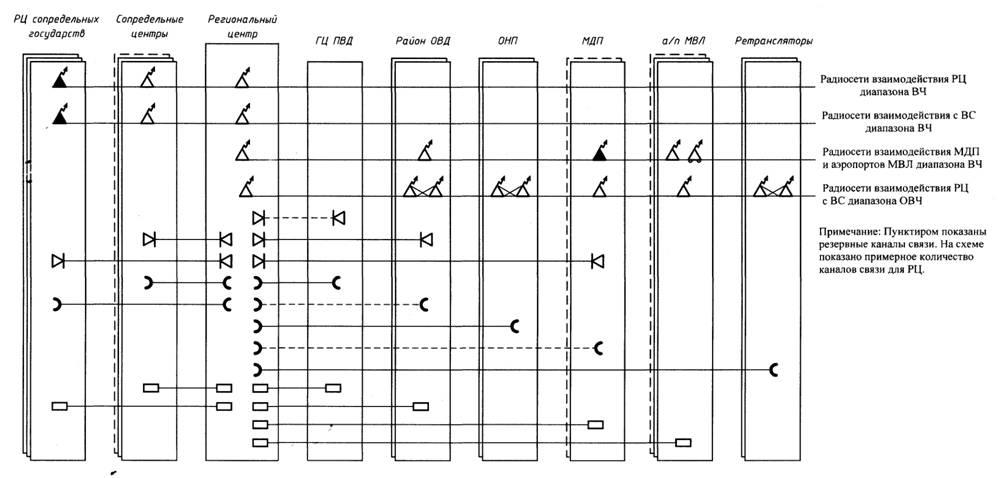 РЦ сопредельных
государств
Сопредельные
центры
Региональный
центр
ГЦ ПВД
Район ОВД
ОНП
МДП
а/п МВЛ
Ретрансляторы
Радиосети взаимодействия РЦ
диапазона ВЧ
Радиосети взаимодействия с ВС
диапазона ВЧ
Радиосети взаимодействия МДП
и аэропортов МВЛ диапазона ВЧ
Радиосети взаимодействия РЦ
с ВС диапазона ОВЧ
Примечание: Пунктиром показаны
резервные каналы связи. На схеме
показано примерное количество
каналов связи для РЦ.